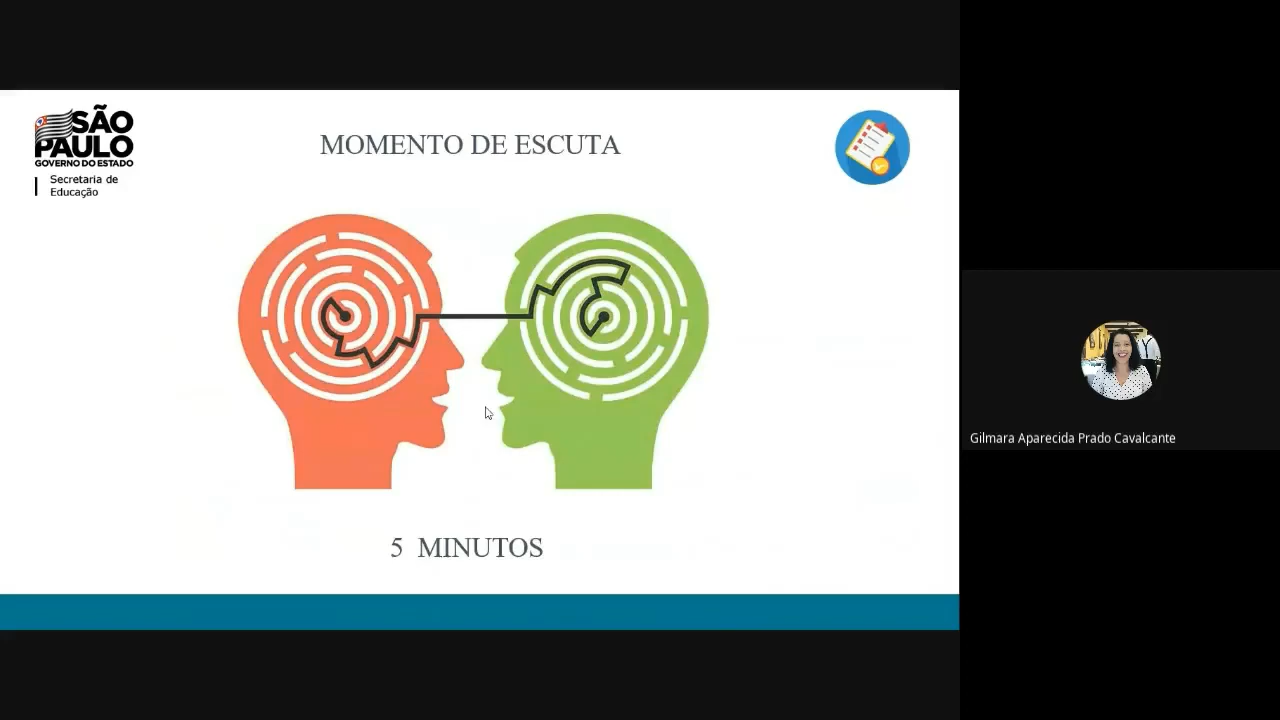 SÃO
PAULO
GOVERNO DO ESTADO
Secretaria de
Educação
MOMENTO DE ESCUTA
5 MINUTOS
Gilmara Aparecida Prado Cavalcante